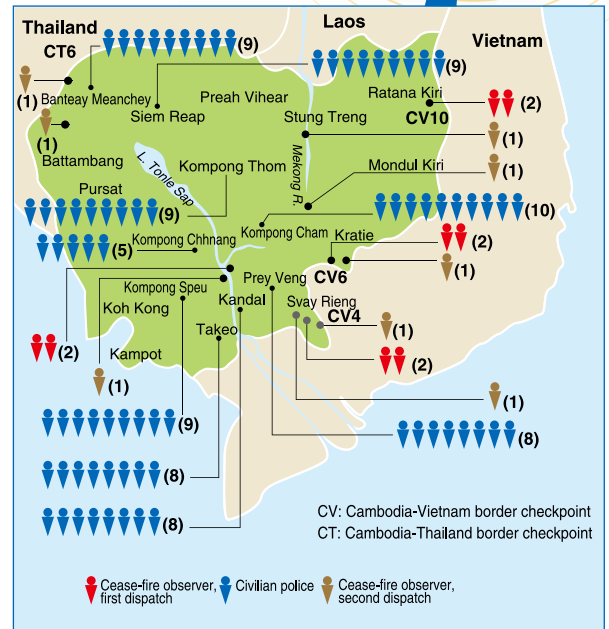 Thailand
Laos
Vietnam
CT6
(9)
(9)
(1)
Banteay Meanchey
Siem Reap
Preah Vihear
Ratana Kiri
(2)
CV10
Stung Treng
(1)
(1)
Battambang
L. Tonle Sap
Kompong Thom
Mekong R.
Mondul Kiri
(1)
Pursat
(9)
(10)
(5)
Kompong Chhnang
Kompong Cham
Kratie
(2)
CV6
(1)
Prey Veng
Kompong Speu
Kandal
Svay Rieng
Koh Kong
CV4
(1)
Takeo
(2)
Kampot
(2)
(1)
(1)
(9)
(8)
(8)
(8)
CV: Cambodia-Vietnam border checkpoint
CT: Cambodia-Thailand border checkpoint
Cease-fire observer,
first dispatch
Civilian police
Cease-fire observer,
second dispatch